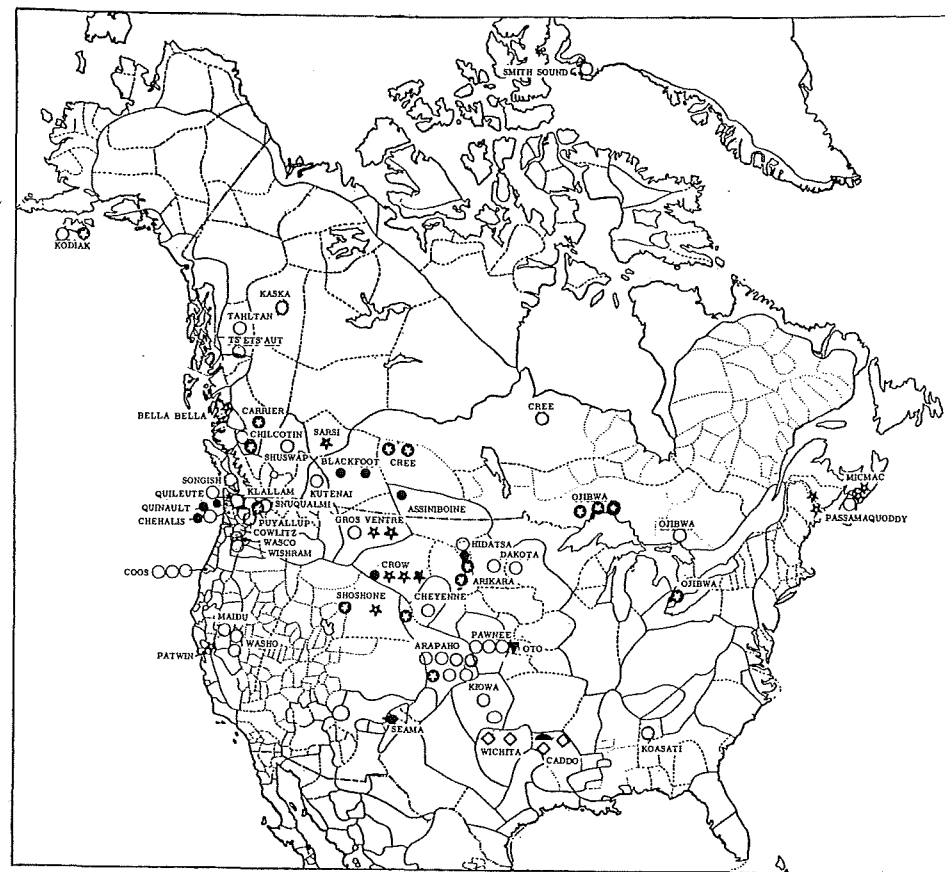 SMITH SOUND
KODIAK
KASKA
TAHLTAN
TS'ETS'AUT
BELLA BELLA
CARRIER
CHILCOTIN
SARSI
CREE
SHUSWAP
BLACKFOOT
CREE
SONGISH
KUTENAI
QUILEUTE
KLALLAM
SNUQUALMI
ASSINIBOINE
OJIBWA
MICMAC
QUINAULT
PASSAMAQUODDY
CHEHALIS
PUYALLUP
GROS VENTRE
OJIBWA
COWLITZ
WASCO
WISHRAM
HIDATSA
DAKOTA
COOS
CROW
ARIKARA
OJIBWA
SHOSHONE
CHEYENNE
MAIDU
WASHO
PATWIN
ARAPAHO
PAWNEE
OTO
KIOWA
SEAMA
WICHITA
CADDO
KOASATI